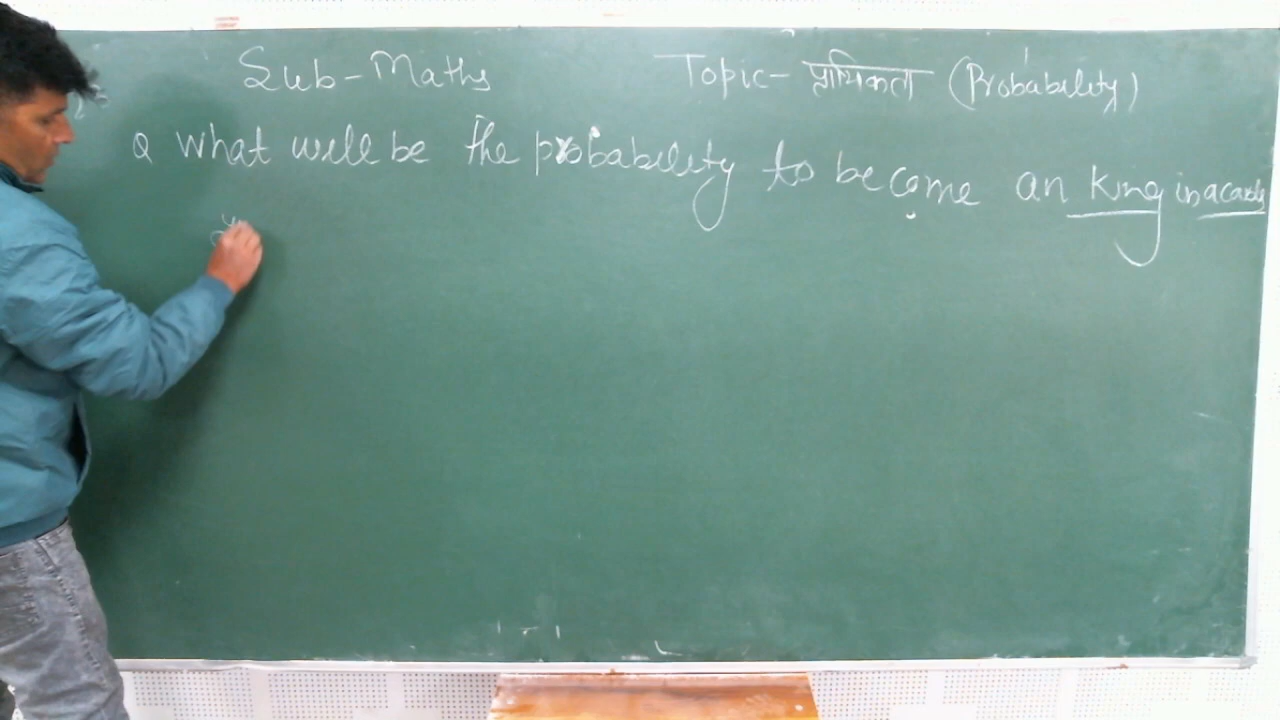 Sub-Maths Topic- प्रायिकता (Probability)
Q What will be the probability to become an King in a cards